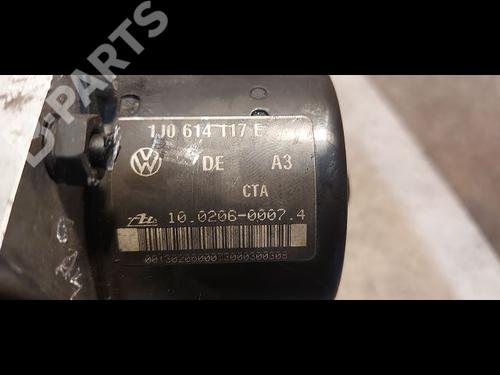 B-PARTS
1J0 614 117 E
DE A3
CTA
10.0206-0007.4